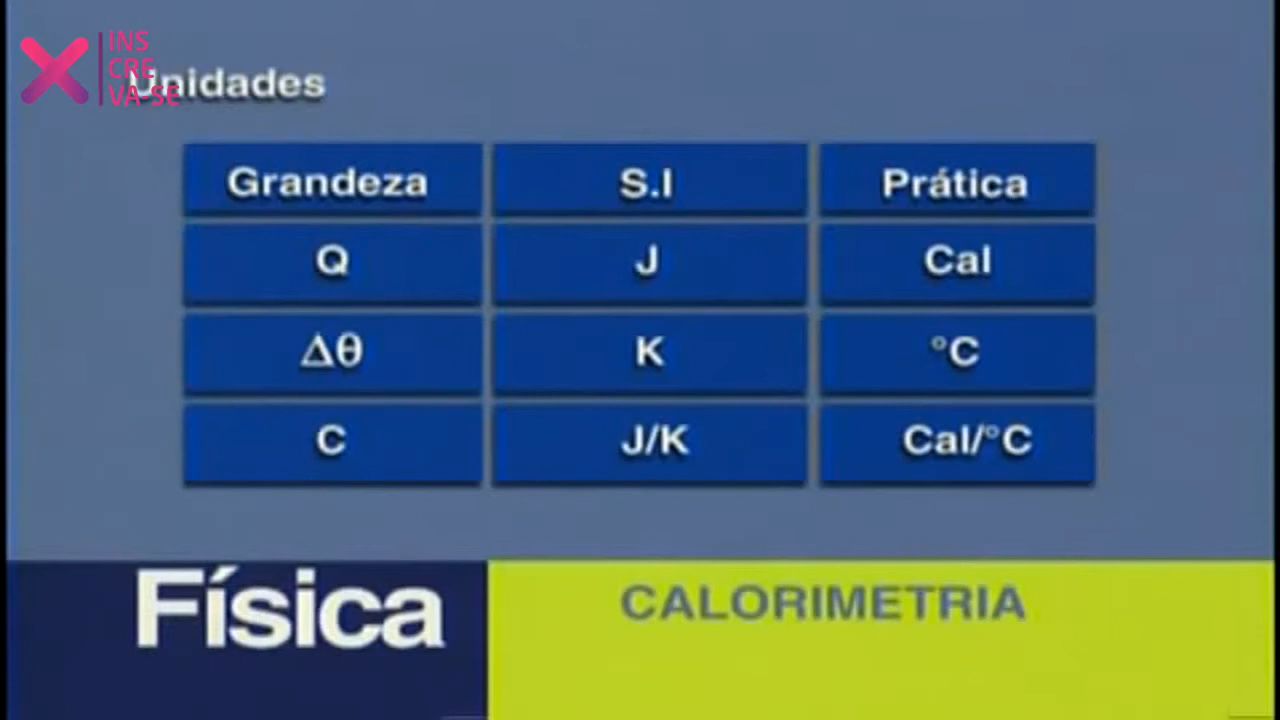 INS
CRE
VA-SE
Unidades
Grandeza S.I Prática
Q J Cal
Δθ K °C
C J/K Cal/°C
Física
CALORIMETRIA